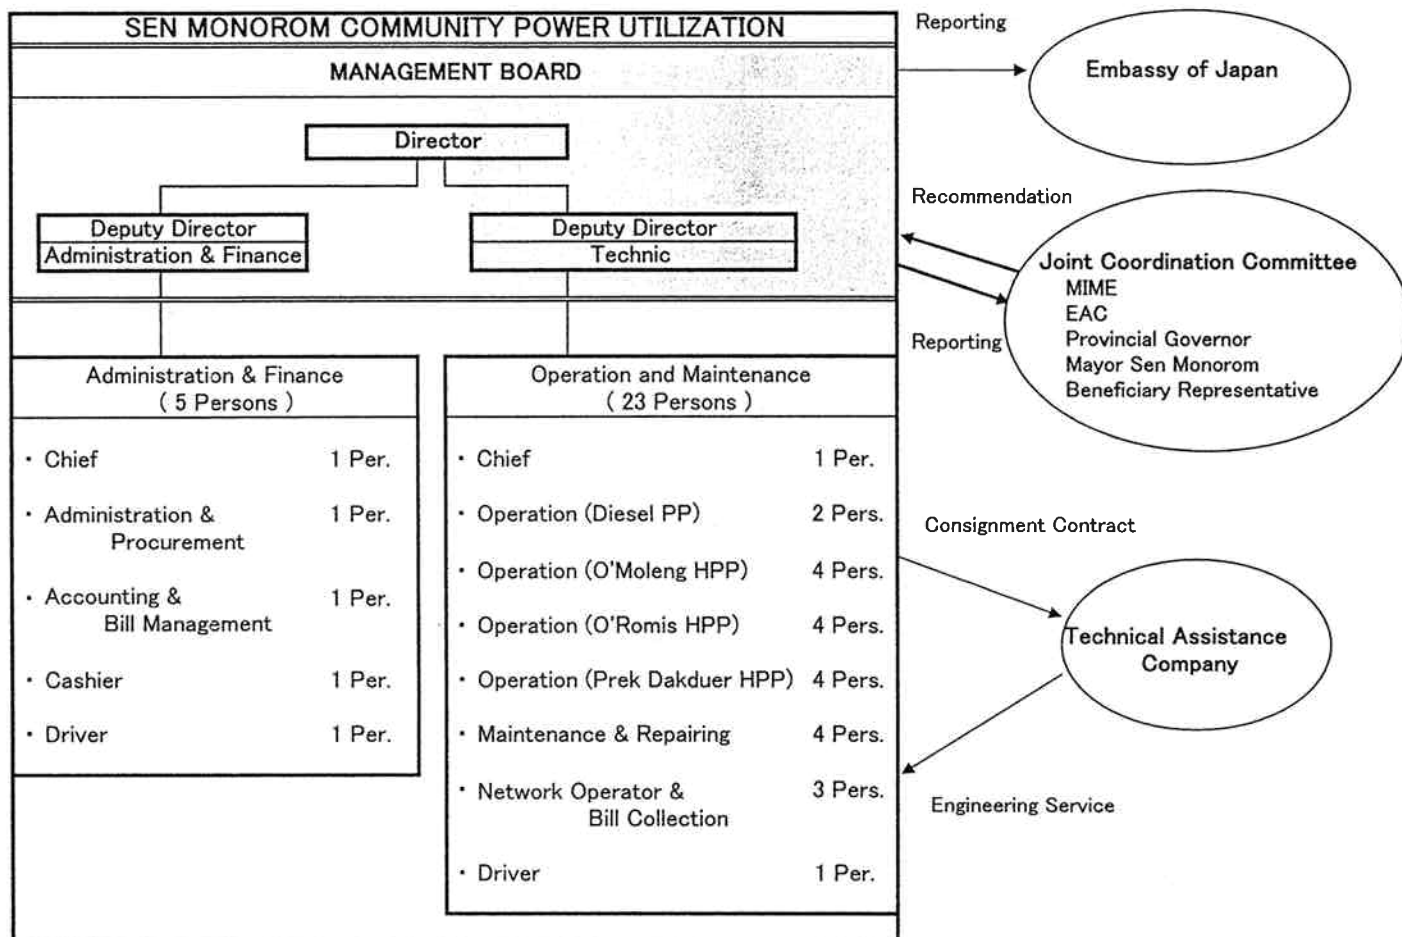 SEN MONOROM COMMUNITY POWER UTILIZATION
MANAGEMENT BOARD
Director
Deputy Director
Administration & Finance
Deputy Director
Technic
Administration & Finance
( 5 Persons )
・ Chief 1 Per.
・ Administration & 1 Per.
Procurement
・ Accounting & 1 Per.
Bill Management
・ Cashier 1 Per.
・ Driver 1 Per.
Operation and Maintenance
( 23 Persons )
・ Chief 1 Per.
・ Operation (Diesel PP) 2 Pers.
・ Operation (O'Moleng HPP) 4 Pers.
・ Operation (O'Romis HPP) 4 Pers.
・ Operation (Prek Dakduer HPP) 4 Pers.
・ Maintenance & Repairing 4 Pers.
・ Network Operator & 3 Pers.
Bill Collection
・ Driver 1 Per.
Reporting
Embassy of Japan
Recommendation
Joint Coordination Committee
MIME
EAC
Provincial Governor
Mayor Sen Monorom
Beneficiary Representative
Reporting
Consignment Contract
Technical Assistance
Company
Engineering Service